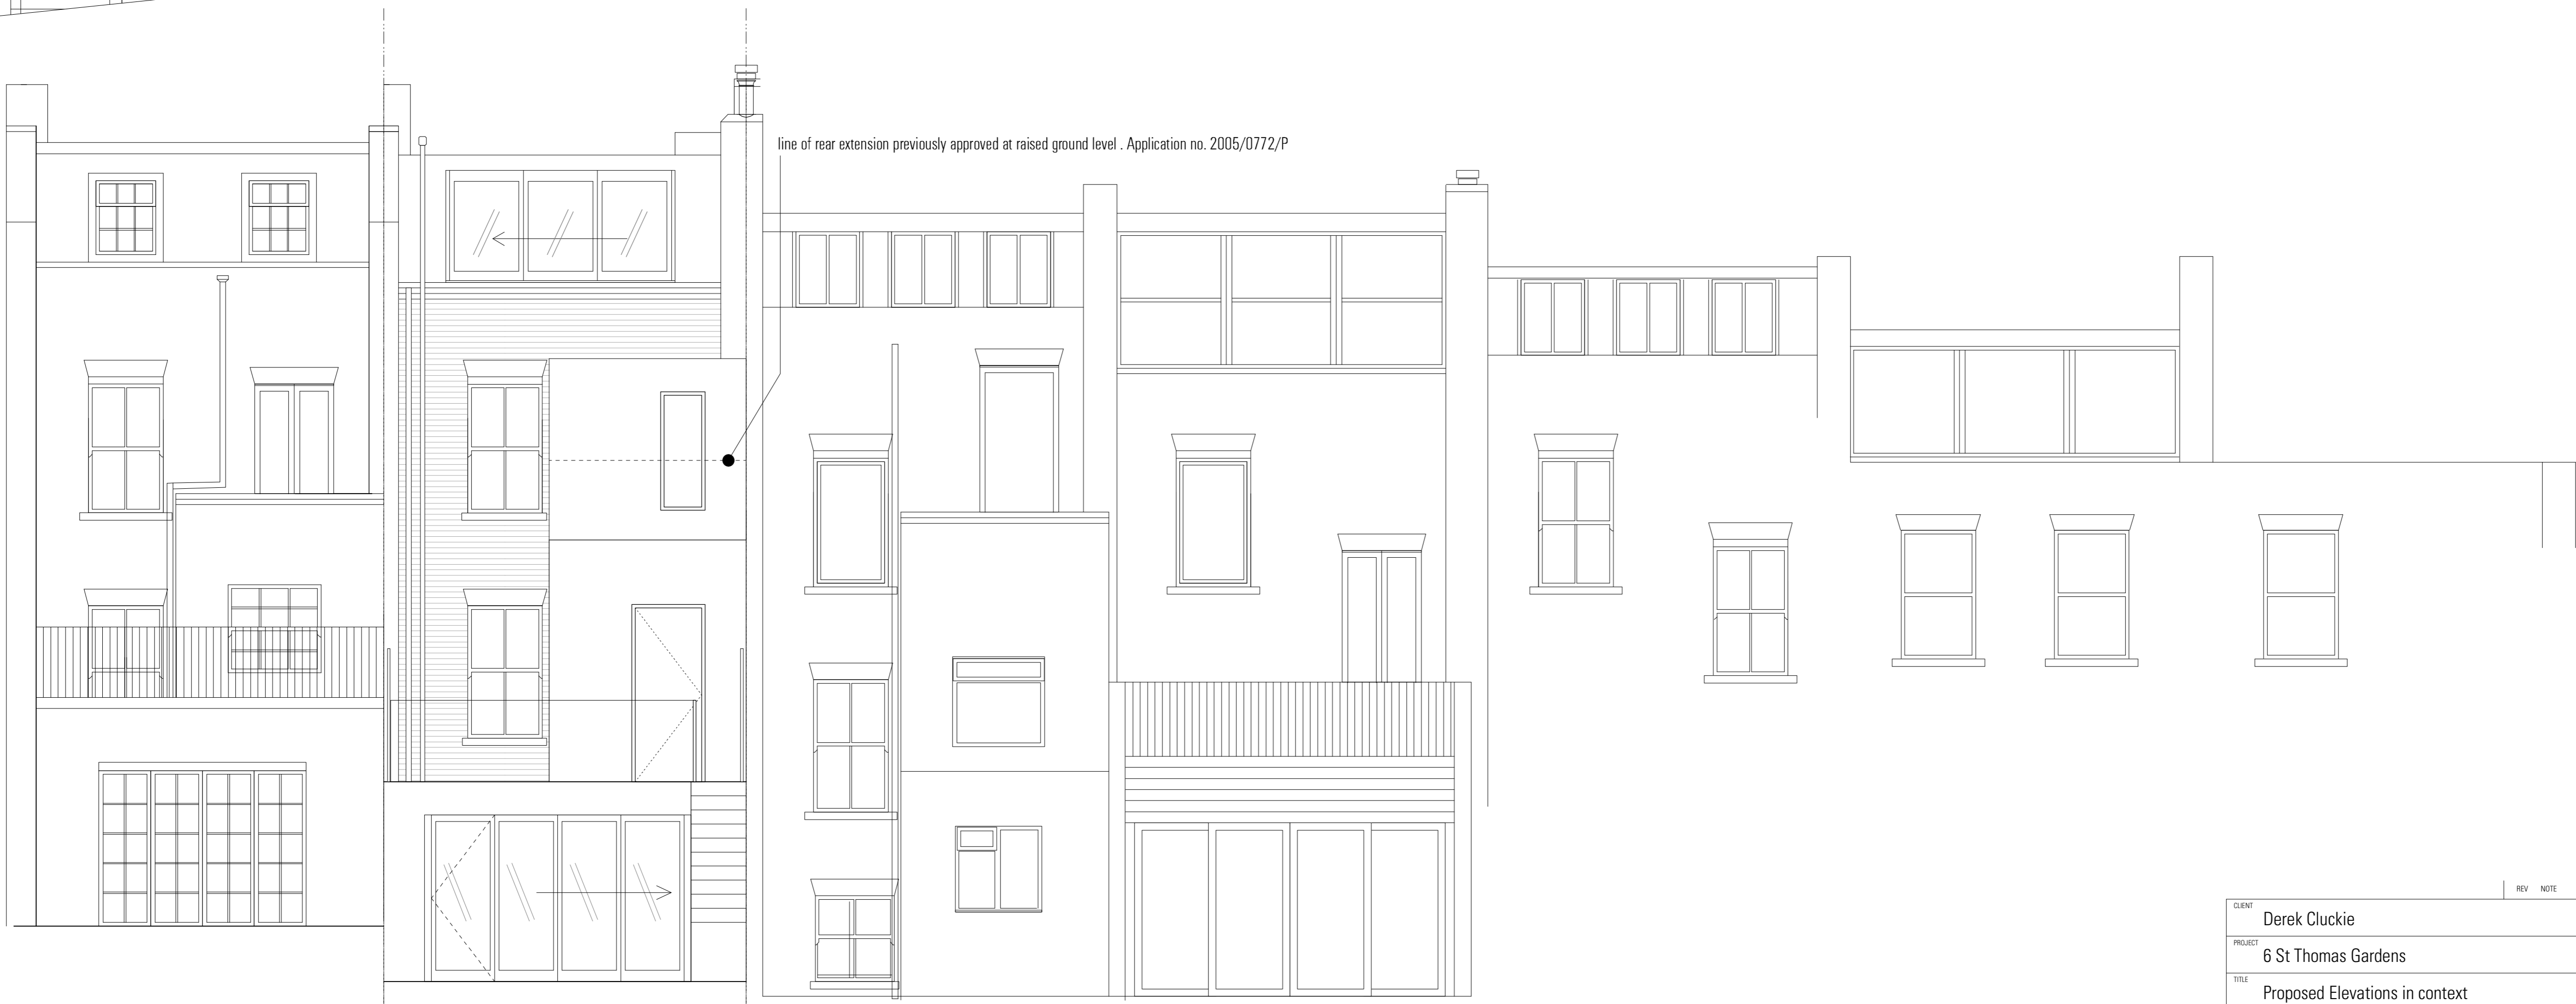 line of rear extension previously approved at raised ground level . Application no. 2005/0772/P
REV NOTE
CLIENT
Derek Cluckie
PROJECT
6 St Thomas Gardens
TITLE
Proposed Elevations in context